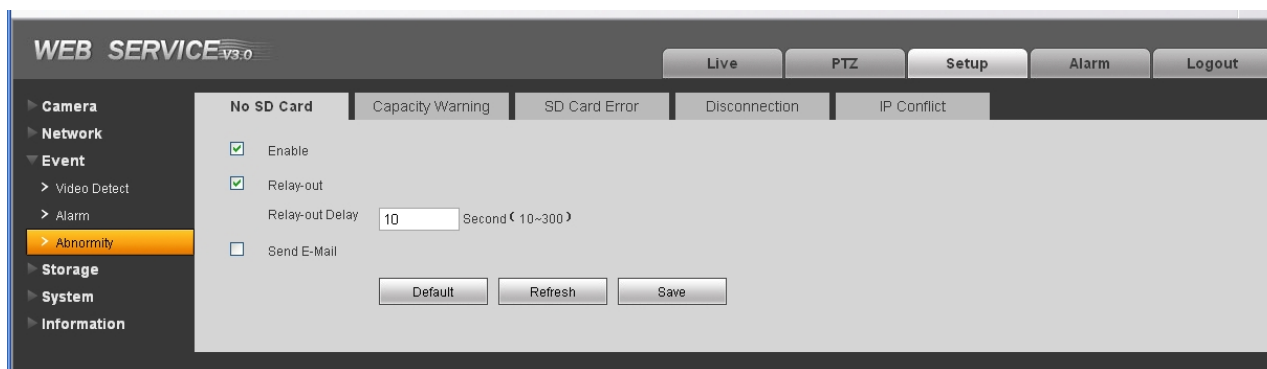 WEB SERVICE V3.0
Live PTZ Setup Alarm Logout
Camera
Network
Event
> Video Detect
> Alarm
> Abnormity
Storage
System
Information
No SD Card Capacity Warning SD Card Error Disconnection IP Conflict
Enable
Relay-out
Relay-out Delay 10 Second(10~300)
Send E-Mail
Default Refresh Save